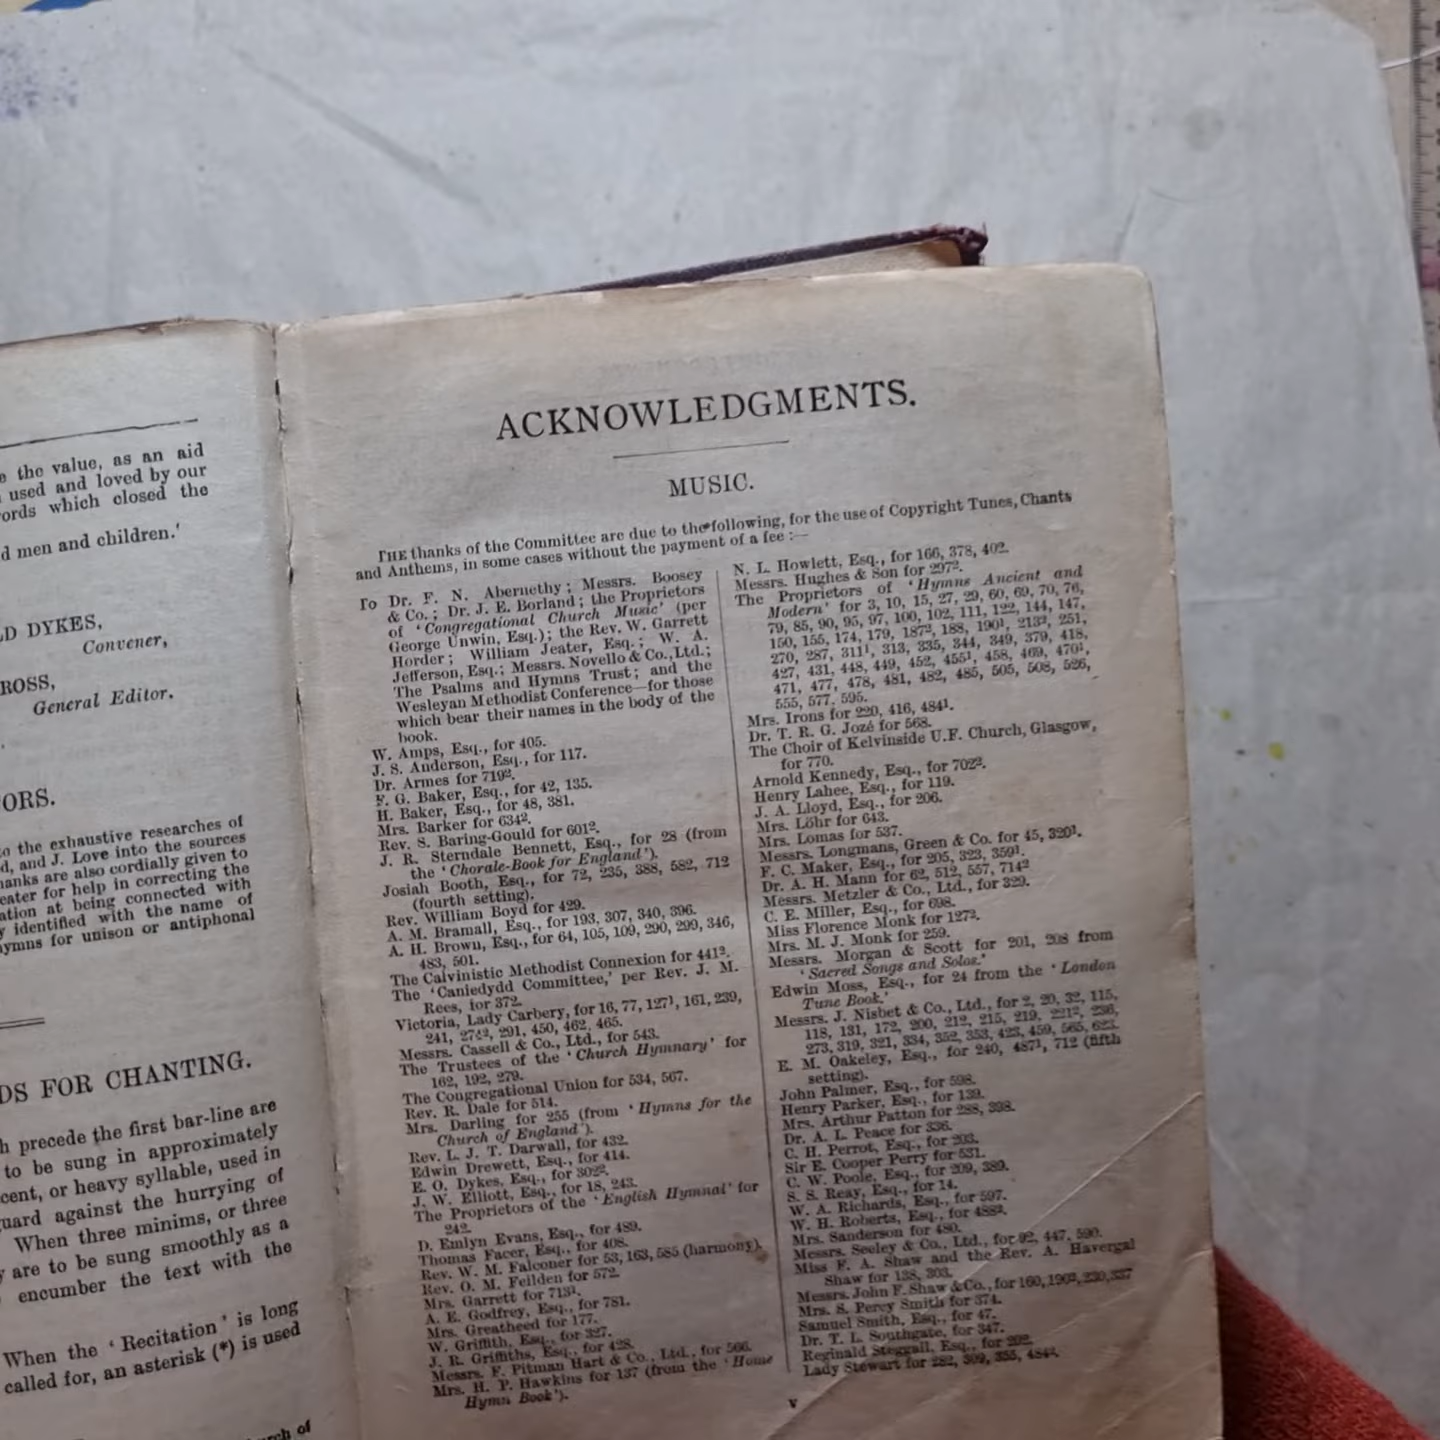 e the value, as an aid
used and loved by our
ords which closed the
d men and children.'
LD DYKES,
Convener,
ROSS,
General Editor.
ORS.
to the exhaustive researches of
d, and J. Love into the sources
hanks are also cordially given to
eater for help in correcting the
ation at being connected with
y identified with the name of
hymns for unison or antiphonal
DS FOR CHANTING.
h precede the first bar-line are
to be sung in approximately
cent, or heavy syllable, used in
guard against the hurrying of
When three minims, or three
y are to be sung smoothly as a
encumber the text with the
When the ' Recitation ' is long
called for, an asterisk (*) is used
rch of
ACKNOWLEDGMENTS.
MUSIC.
THE thanks of the Committee are due to the following, for the use of Copyright Tunes, Chants
and Anthems, in some cases without the payment of a fee :—
To Dr. F. N. Abernethy ; Messrs. Boosey
& Co. ; Dr. J. E. Borland ; the Proprietors
of ' Congregational Church Music ' (per
George Unwin, Esq.) ; the Rev. W. Garrett
Horder ; William Jeater, Esq. ; W. A.
Jefferson, Esq. ; Messrs. Novello & Co., Ltd. ;
The Psalms and Hymns Trust ; and the
Wesleyan Methodist Conference—for those
which bear their names in the body of the
book.
W. Amps, Esq., for 405.
J. S. Anderson, Esq., for 117.
Dr. Armes for 719².
F. G. Baker, Esq., for 42, 135.
H. Baker, Esq., for 48, 381.
Mrs. Barker for 634².
Rev. S. Baring-Gould for 601².
J. R. Sterndale Bennett, Esq., for 28 (from
the ' Chorale-Book for England ').
Josiah Booth, Esq., for 72, 235, 388, 582, 712
(fourth setting).
Rev. William Boyd for 429.
A. M. Bramall, Esq., for 193, 307, 340, 396.
A. H. Brown, Esq., for 64, 105, 109, 290, 299, 346,
483, 501.
The Calvinistic Methodist Connexion for 441².
The ' Caniedydd Committee,' per Rev. J. M.
Rees, for 372.
Victoria, Lady Carbery, for 16, 77, 127¹, 161, 239,
241, 274², 291, 450, 462, 465.
Messrs. Cassell & Co., Ltd., for 543.
The Trustees of the ' Church Hymnary ' for
162, 192, 279.
The Congregational Union for 534, 567.
Rev. R. Dale for 514.
Mrs. Darling for 255 (from ' Hymns for the
Church of England ').
Rev. L. J. T. Darwall, for 432.
Edwin Drewett, Esq., for 414.
E. O. Dykes, Esq., for 302².
J. W. Elliott, Esq., for 18, 243.
The Proprietors of the ' English Hymnal ' for
242.
D. Emlyn Evans, Esq., for 489.
Thomas Facer, Esq., for 408.
Rev. W. M. Falconer for 53, 163, 585 (harmony).
Rev. O. M. Feilden for 572.
Mrs. Garrett for 713¹.
A. E. Godfrey, Esq., for 781.
Mrs. Greatheed for 177.
W. Griffith, Esq., for 327.
J. R. Griffiths, Esq., for 428.
Messrs. F. Pitman Hart & Co., Ltd., for 566.
Mrs. H. P. Hawkins for 137 (from the ' Home
Hymn Book ').
N. L. Howlett, Esq., for 166, 378, 402.
Messrs. Hughes & Son for 297².
The Proprietors of ' Hymns Ancient and
Modern ' for 3, 10, 15, 27, 29, 60, 69, 70, 76,
79, 85, 90, 95, 97, 100, 102, 111, 122, 144, 147,
150, 155, 174, 179, 187², 188, 190¹, 213², 251,
270, 287, 311¹, 313, 335, 344, 349, 379, 418,
427, 431, 448, 449, 452, 455¹, 458, 469, 470¹,
471, 477, 478, 481, 482, 485, 505, 508, 526,
555, 577, 595.
Mrs. Irons for 220, 416, 484¹.
Dr. T. R. G. Jozé for 568.
The Choir of Kelvinside U.F. Church, Glasgow,
for 770.
Arnold Kennedy, Esq., for 702².
Henry Lahee, Esq., for 119.
J. A. Lloyd, Esq., for 206.
Mrs. Löhr for 643.
Mrs. Lomas for 537.
Messrs. Longmans, Green & Co. for 45, 320¹.
F. C. Maker, Esq., for 205, 323, 359¹.
Dr. A. H. Mann for 62, 512, 557, 714²
Messrs. Metzler & Co., Ltd., for 329.
C. E. Miller, Esq., for 698.
Miss Florence Monk for 127².
Mrs. M. J. Monk for 259.
Messrs. Morgan & Scott for 201, 208 from
' Sacred Songs and Solos.'
Edwin Moss, Esq., for 24 from the ' London
Tune Book.'
Messrs. J. Nisbet & Co., Ltd., for 2, 20, 32, 115,
118, 131, 172, 200, 212, 215, 219, 221², 236,
273, 319, 321, 334, 352, 353, 423, 459, 565, 623.
E. M. Oakeley, Esq., for 240, 487¹, 712 (fifth
setting).
John Palmer, Esq., for 598.
Henry Parker, Esq., for 139.
Mrs. Arthur Patton for 288, 398.
Dr. A. L. Peace for 336.
C. H. Perrot, Esq., for 203.
Sir E. Cooper Perry for 531.
C. W. Poole, Esq., for 209, 389.
S. S. Reay, Esq., for 14.
W. A. Richards, Esq., for 597.
W. H. Roberts, Esq., for 488².
Mrs. Sanderson for 480.
Messrs. Seeley & Co., Ltd., for 92, 447, 590.
Miss F. A. Shaw and the Rev. A. Havergal
Shaw for 138, 303.
Messrs. John F. Shaw & Co., for 160, 190², 230, 337
Mrs. S. Percy Smith for 374.
Samuel Smith, Esq., for 47.
Dr. T. L. Southgate, for 347.
Reginald Steggall, Esq., for 292.
Lady Stewart for 282, 309, 355, 484².
v